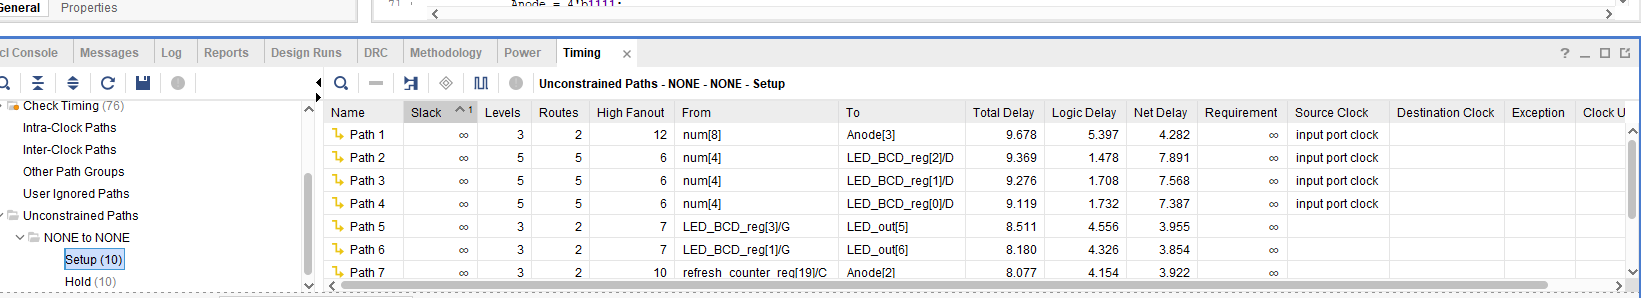 General Properties
71 Anode = 4'b1111;
cl Console Messages Log Reports Design Runs DRC Methodology Power Timing × ?
Unconstrained Paths - NONE - NONE - Setup
Check Timing (76)
Intra-Clock Paths
Inter-Clock Paths
Other Path Groups
User Ignored Paths
Unconstrained Paths
NONE to NONE
Setup (10)
Hold (10)
Name Slack 1 Levels Routes High Fanout From To Total Delay Logic Delay Net Delay Requirement Source Clock Destination Clock Exception Clock U
Path 1 ∞ 3 2 12 num[8] Anode[3] 9.678 5.397 4.282 ∞ input port clock
Path 2 ∞ 5 5 6 num[4] LED_BCD_reg[2]/D 9.369 1.478 7.891 ∞ input port clock
Path 3 ∞ 5 5 6 num[4] LED_BCD_reg[1]/D 9.276 1.708 7.568 ∞ input port clock
Path 4 ∞ 5 5 6 num[4] LED_BCD_reg[0]/D 9.119 1.732 7.387 ∞ input port clock
Path 5 ∞ 3 2 7 LED_BCD_reg[3]/G LED_out[5] 8.511 4.556 3.955 ∞
Path 6 ∞ 3 2 7 LED_BCD_reg[1]/G LED_out[6] 8.180 4.326 3.854 ∞
Path 7 ∞ 3 2 10 refresh_counter_reg[19]/C Anode[2] 8.077 4.154 3.922 ∞